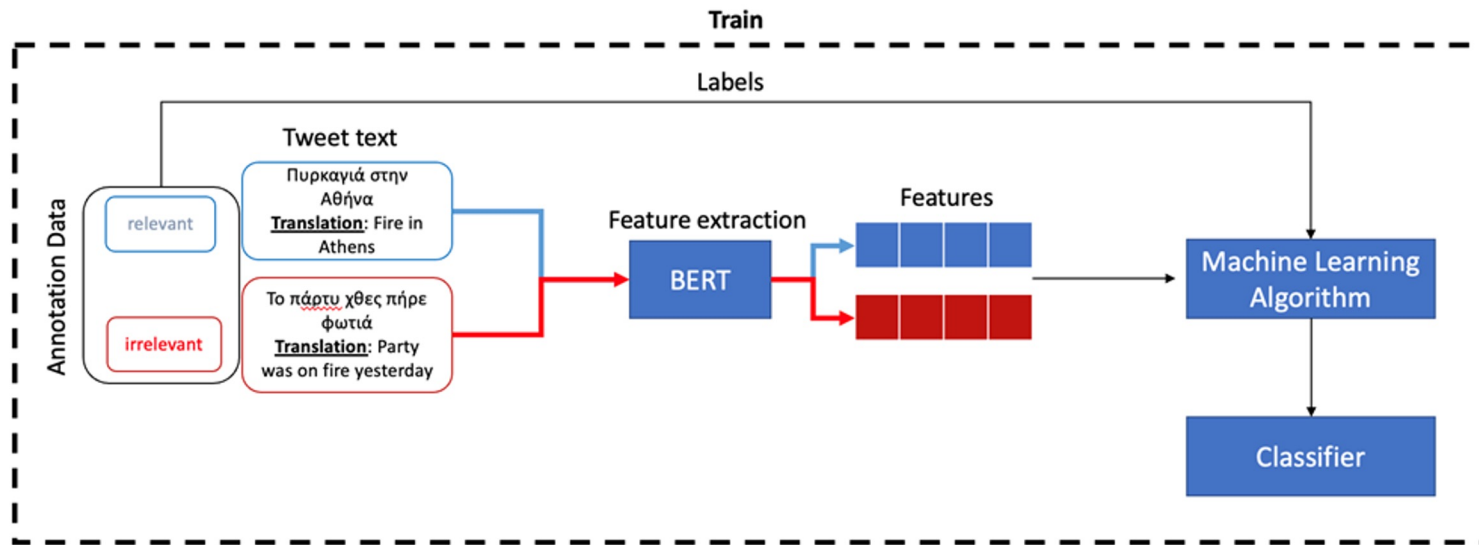 Train
Labels
Tweet text
Annotation Data
relevant
irrelevant
Πυρκαγιά στην
Αθήνα
Translation: Fire in
Athens
Το πάρτυ χθες πήρε
φωτιά
Translation: Party
was on fire yesterday
Feature extraction
BERT
Features
Machine Learning
Algorithm
Classifier